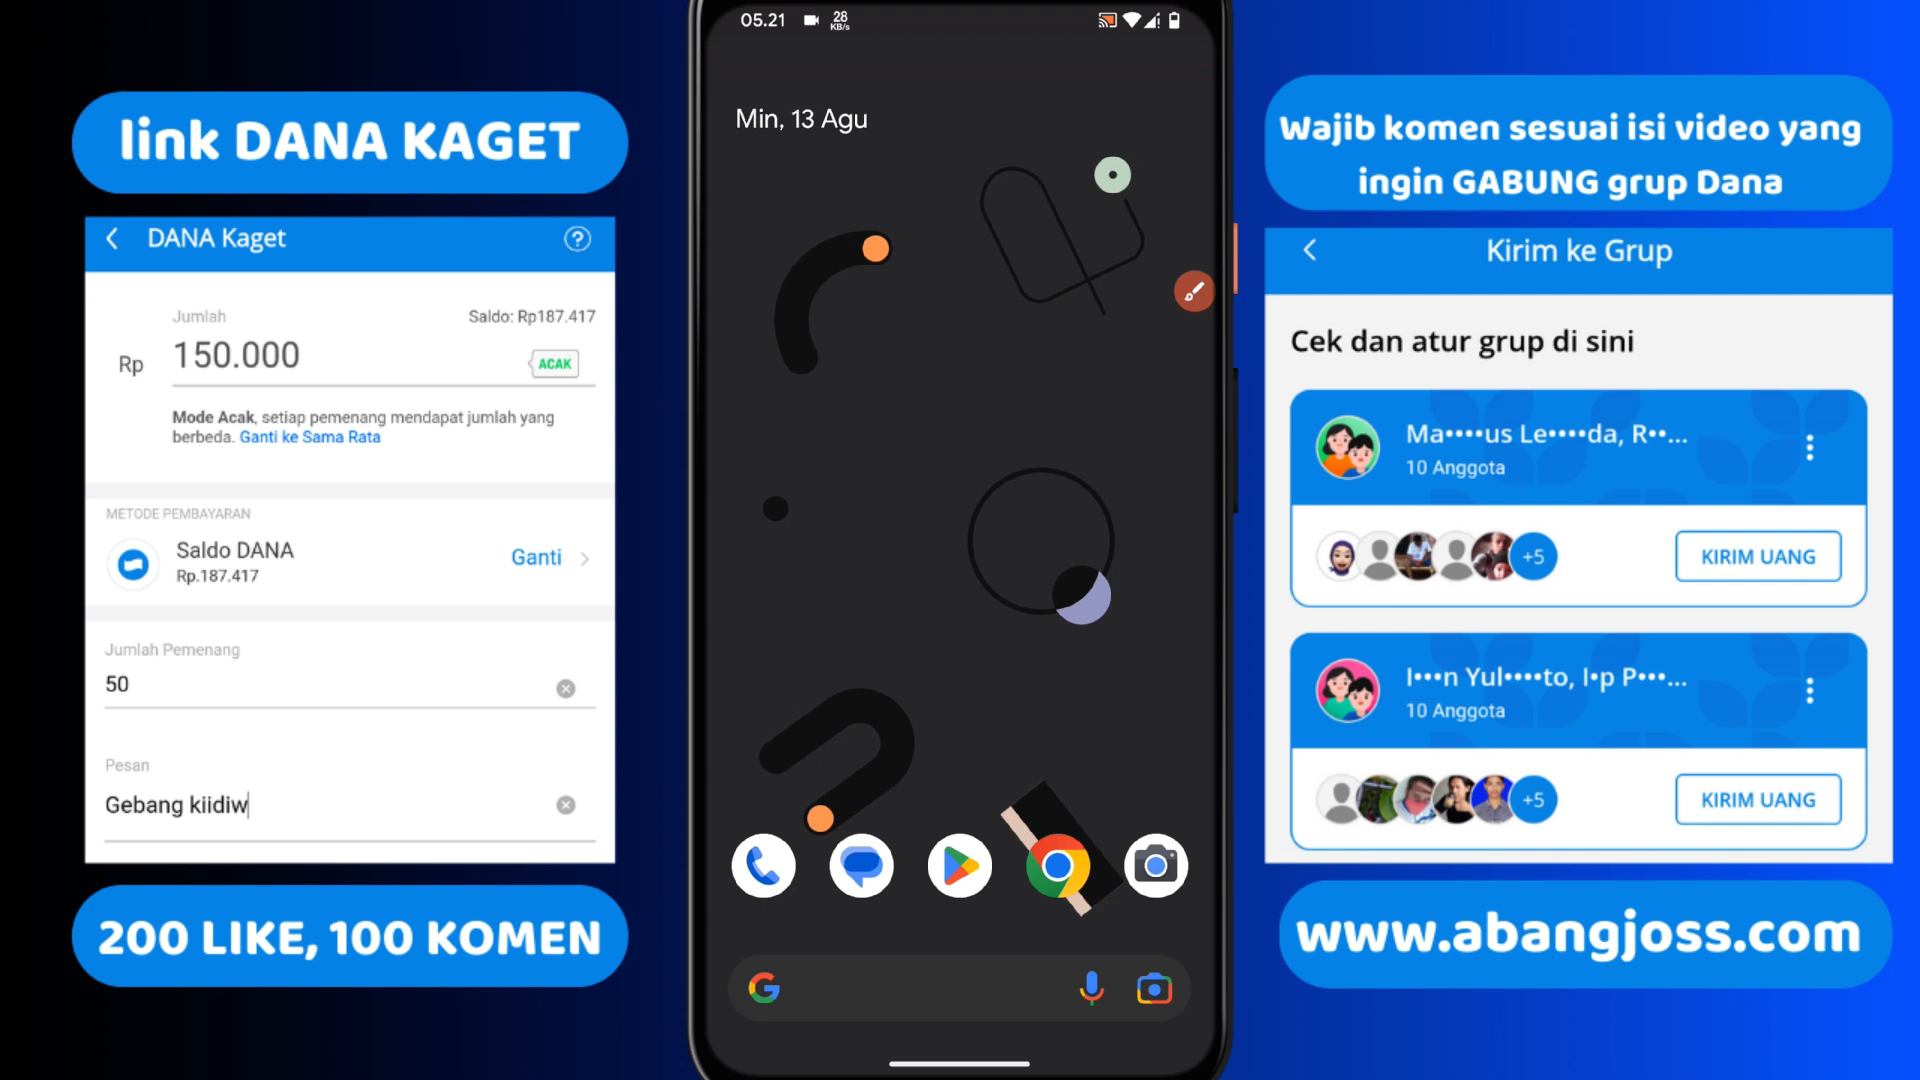 link DANA KAGET
DANA Kaget
?
Jumlah
Saldo: Rp187.417
Rp
150.000
ACAK
Mode Acak, setiap pemenang mendapat jumlah yang
berbeda. Ganti ke Sama Rata
METODE PEMBAYARAN
Saldo DANA
Rp.187.417
Ganti
Jumlah Pemenang
50
Pesan
Gebang kiidiw
200 LIKE, 100 KOMEN
05.21
28
KB/s
Min, 13 Agu
Wajib komen sesuai isi video yang
ingin GABUNG grup Dana
Kirim ke Grup
Cek dan atur grup di sini
Ma••••us Le••••da, R••...
10 Anggota
+5
KIRIM UANG
I•••n Yul••••to, I•p P•••...
10 Anggota
+5
KIRIM UANG
www.abangjoss.com